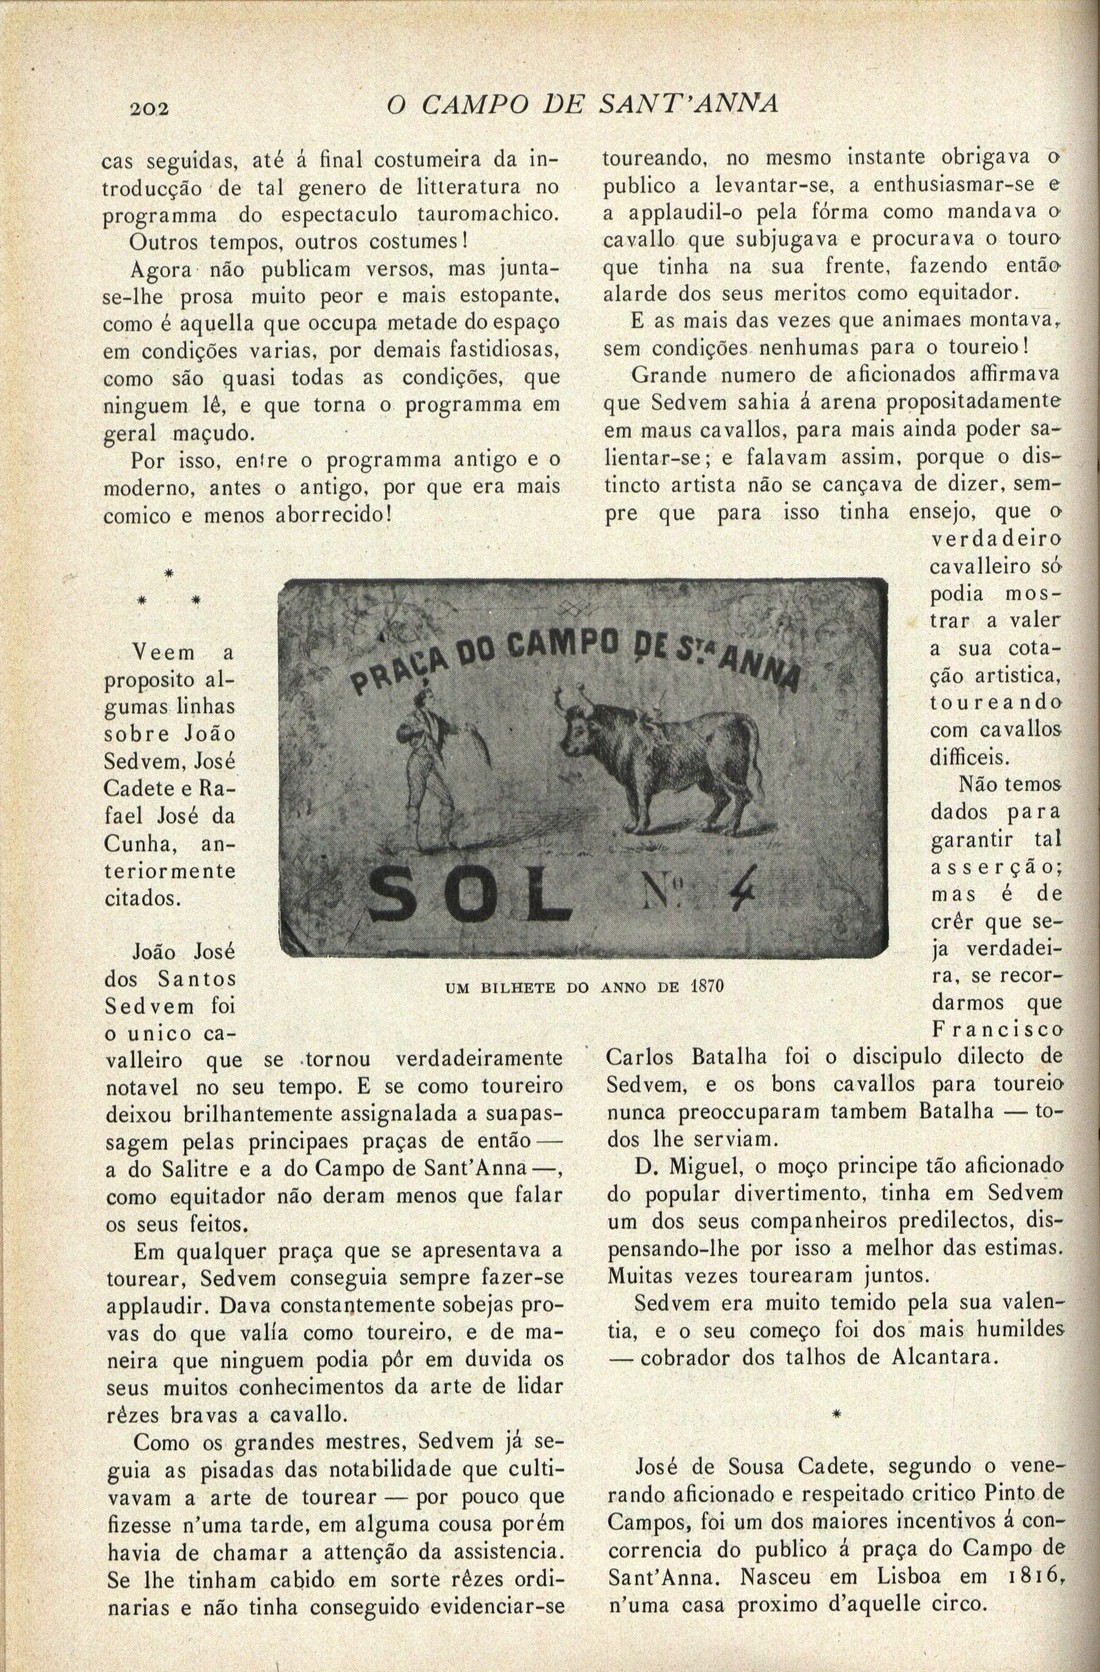 202
O CAMPO DE SANT'ANNA
cas seguidas, até á final costumeira da in-
troducção de tal genero de litteratura no
programma do espectaculo tauromachico.
Outros tempos, outros costumes!
Agora não publicam versos, mas junta-
se-lhe prosa muito peor e mais estopante,
como é aquella que occupa metade do espaço
em condições varias, por demais fastidiosas,
como são quasi todas as condições, que
ninguem lê, e que torna o programma em
geral maçudo.
Por isso, entre o programma antigo e o
moderno, antes o antigo, por que era mais
comico e menos aborrecido!
*
* *
Veem a
proposito al-
gumas linhas
sobre João
Sedvem, José
Cadete e Ra-
fael José da
Cunha, an-
teriormente
citados.
João José
dos Santos
Sedvem foi
o unico ca-
valleiro que se tornou verdadeiramente
notavel no seu tempo. E se como toureiro
deixou brilhantemente assignalada a suapas-
sagem pelas principaes praças de então —
a do Salitre e a do Campo de Sant'Anna —,
como equitador não deram menos que falar
os seus feitos.
Em qualquer praça que se apresentava a
tourear, Sedvem conseguia sempre fazer-se
applaudir. Dava constantemente sobejas pro-
vas do que valía como toureiro, e de ma-
neira que ninguem podia pôr em duvida os
seus muitos conhecimentos da arte de lidar
rêzes bravas a cavallo.
Como os grandes mestres, Sedvem já se-
guia as pisadas das notabilidade que culti-
vavam a arte de tourear — por pouco que
fizesse n'uma tarde, em alguma cousa porém
havia de chamar a attenção da assistencia.
Se lhe tinham cabido em sorte rêzes ordi-
narias e não tinha conseguido evidenciar-se
PRAÇA DO CAMPO DE STA. ANNA
SOL Nº. 4
UM BILHETE DO ANNO DE 1870
toureando, no mesmo instante obrigava o
publico a levantar-se, a enthusiasmar-se e
a applaudil-o pela fórma como mandava o
cavallo que subjugava e procurava o touro
que tinha na sua frente, fazendo então
alarde dos seus meritos como equitador.
E as mais das vezes que animaes montava,
sem condições nenhumas para o toureio!
Grande numero de aficionados affirmava
que Sedvem sahia á arena propositadamente
em maus cavallos, para mais ainda poder sa-
lientar-se; e falavam assim, porque o dis-
tincto artista não se cançava de dizer, sem-
pre que para isso tinha ensejo, que o
verdadeiro
cavalleiro só
podia mos-
trar a valer
a sua cota-
ção artistica,
toureando
com cavallos
difficeis.
Não temos
dados para
garantir tal
asserção;
mas é de
crêr que se-
ja verdadei-
ra, se recor-
darmos que
Francisco
Carlos Batalha foi o discipulo dilecto de
Sedvem, e os bons cavallos para toureio
nunca preoccuparam tambem Batalha — to-
dos lhe serviam.
D. Miguel, o moço principe tão aficionado
do popular divertimento, tinha em Sedvem
um dos seus companheiros predilectos, dis-
pensando-lhe por isso a melhor das estimas.
Muitas vezes tourearam juntos.
Sedvem era muito temido pela sua valen-
tia, e o seu começo foi dos mais humildes
— cobrador dos talhos de Alcantara.
*
José de Sousa Cadete, segundo o vene-
rando aficionado e respeitado critico Pinto de
Campos, foi um dos maiores incentivos á con-
correncia do publico á praça do Campo de
Sant'Anna. Nasceu em Lisboa em 1816,
n'uma casa proximo d'aquelle circo.